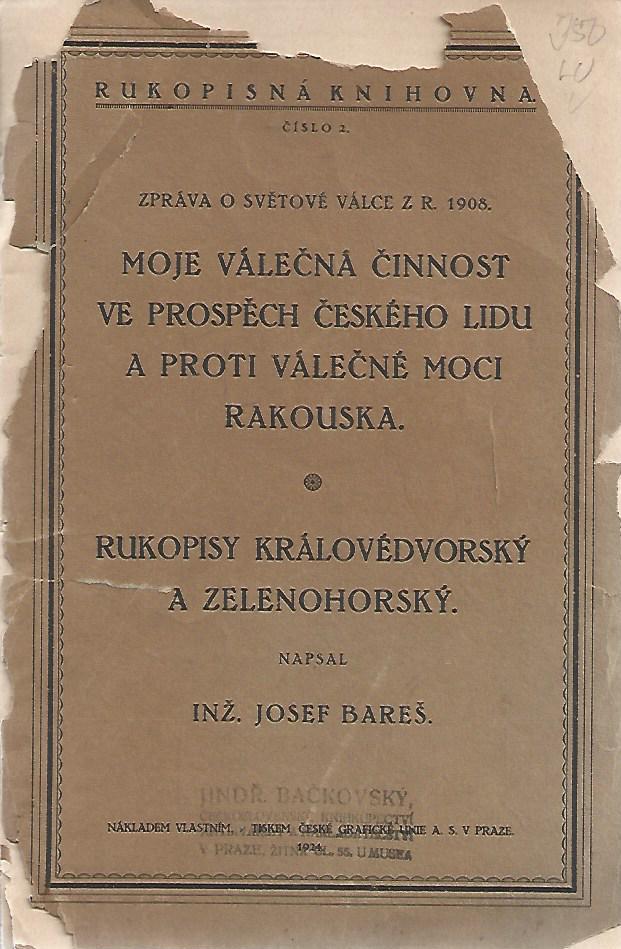 RUKOPISNÁ KNIHOVNA.
ČÍSLO 2.
ZPRÁVA O SVĚTOVÉ VÁLCE Z R. 1908.
MOJE VÁLEČNÁ ČINNOST
VE PROSPĚCH ČESKÉHO LIDU
A PROTI VÁLEČNÉ MOCI
RAKOUSKA.
RUKOPISY KRÁLOVÉDVORSKÝ
A ZELENOHORSKÝ.
NAPSAL
INŽ. JOSEF BAREŠ.
JINDŘ. BAČKOVSKÝ,
KNIHKUPECTVÍ
NÁKLADEM VLASTNÍM. TISKEM ČESKÉ GRAFICKÉ UNIE A. S. V PRAZE.
V PRAZE, ŽITNÁ UL. 55. U MUSEA
1924.